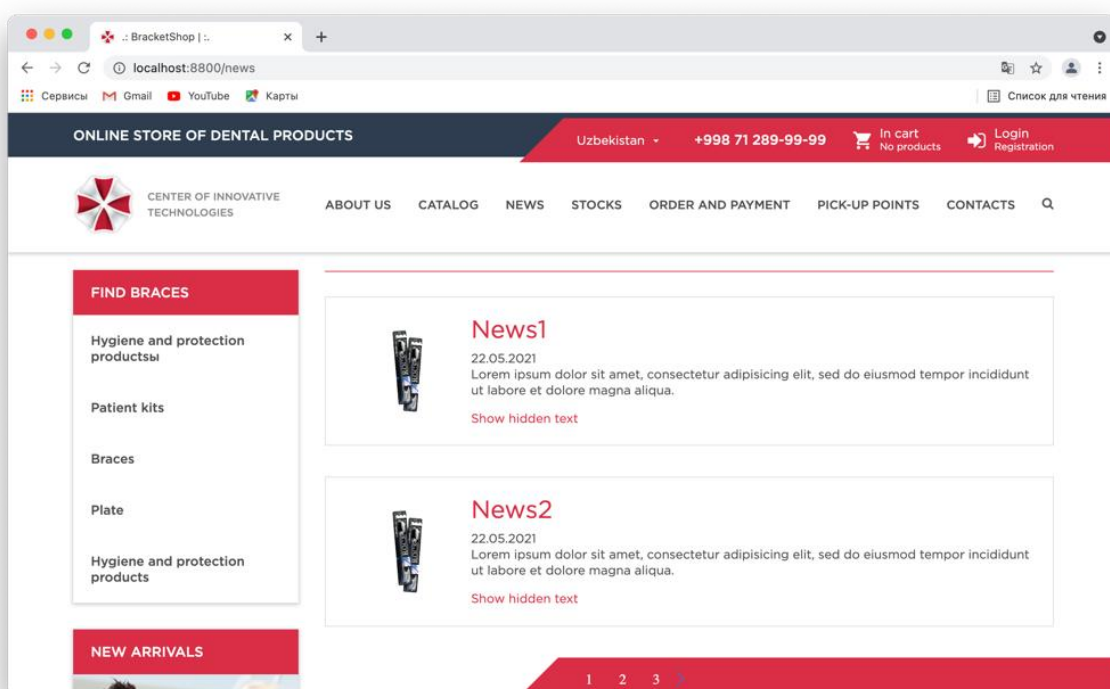 .: BracketShop | :.
localhost:8800/news
Сервисы Gmail YouTube Карты Список для чтения
ONLINE STORE OF DENTAL PRODUCTS
Uzbekistan
+998 71 289-99-99
In cart
No products
Login
Registration
CENTER OF INNOVATIVE
TECHNOLOGIES
ABOUT US CATALOG NEWS STOCKS ORDER AND PAYMENT PICK-UP POINTS CONTACTS
FIND BRACES
Hygiene and protection
productsы
Patient kits
Braces
Plate
Hygiene and protection
products
NEW ARRIVALS
News1
22.05.2021
Lorem ipsum dolor sit amet, consectetur adipisicing elit, sed do eiusmod tempor incididunt
ut labore et dolore magna aliqua.
Show hidden text
News2
22.05.2021
Lorem ipsum dolor sit amet, consectetur adipisicing elit, sed do eiusmod tempor incididunt
ut labore et dolore magna aliqua.
Show hidden text
1 2 3